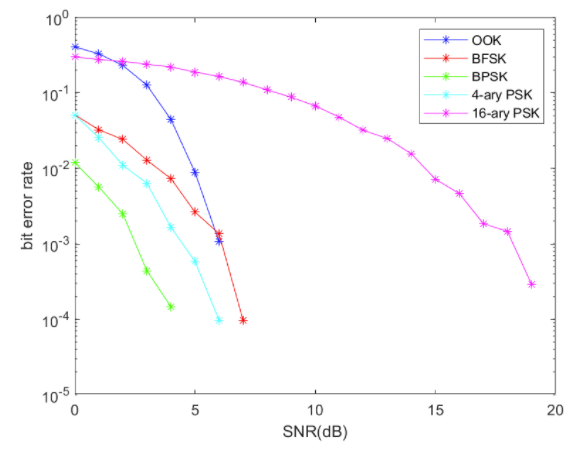 10^0
10^-1
10^-2
10^-3
10^-4
10^-5
bit error rate
0 5 10 15 20
SNR(dB)
OOK
BFSK
BPSK
4-ary PSK
16-ary PSK